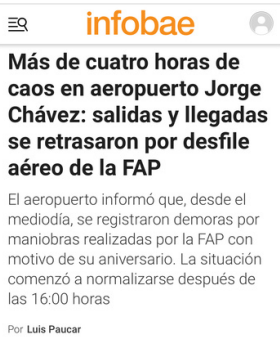 infobae
Más de cuatro horas de
caos en aeropuerto Jorge
Chávez: salidas y llegadas
se retrasaron por desfile
aéreo de la FAP
El aeropuerto informó que, desde el
mediodía, se registraron demoras por
maniobras realizadas por la FAP con
motivo de su aniversario. La situación
comenzó a normalizarse después de
las 16:00 horas
Por Luis Paucar